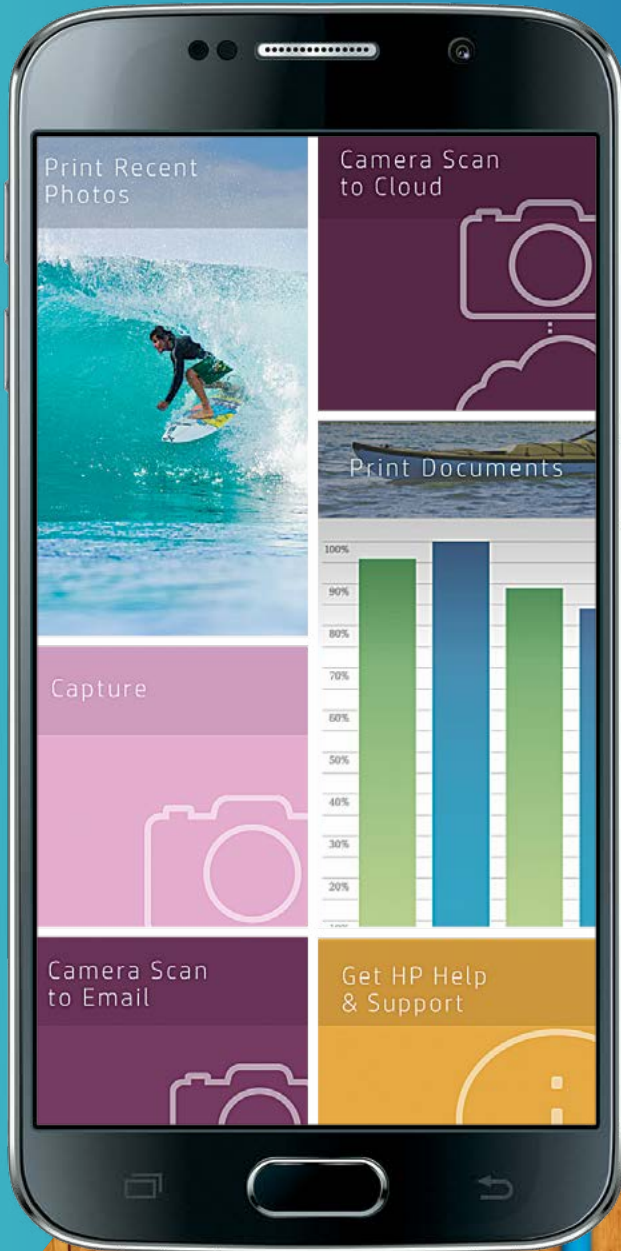 Print Recent
Photos
Camera Scan
to Cloud
Print Documents
100%
90%
80%
70%
60%
50%
40%
30%
20%
Capture
Camera Scan
to Email
Get HP Help
& Support